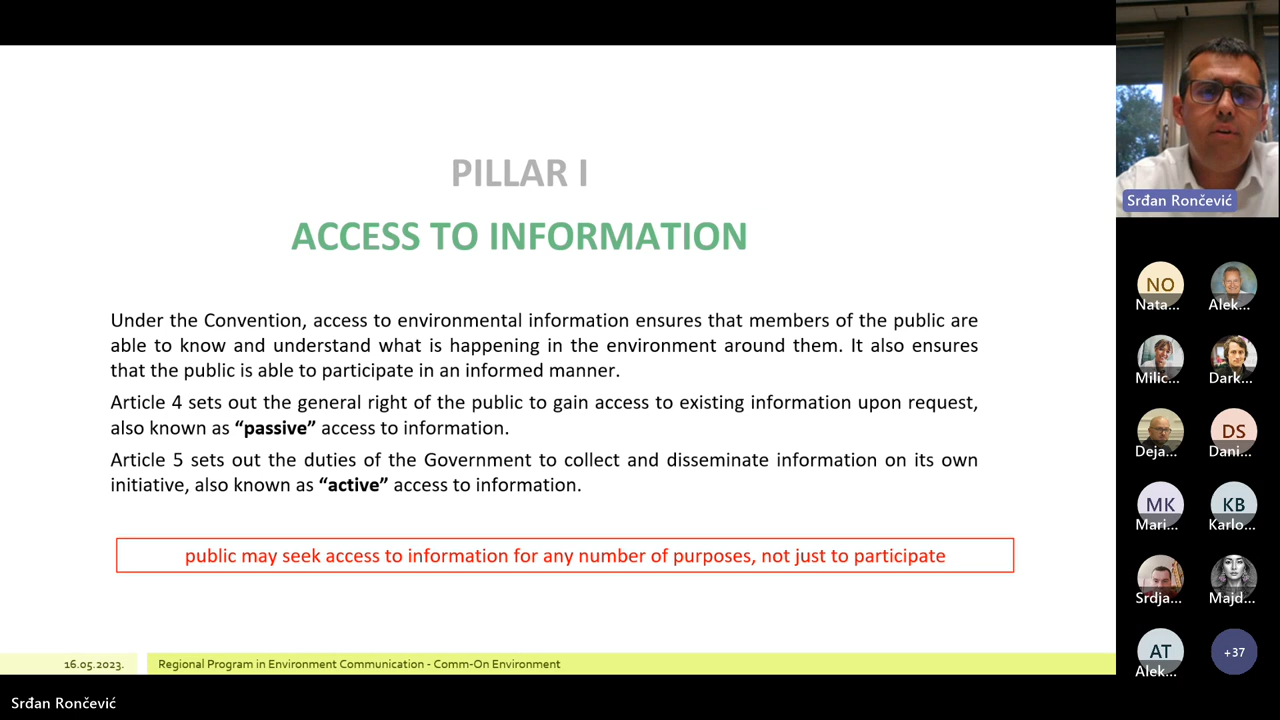 PILLAR I
ACCESS TO INFORMATION
Under the Convention, access to environmental information ensures that members of the public are
able to know and understand what is happening in the environment around them. It also ensures
that the public is able to participate in an informed manner.
Article 4 sets out the general right of the public to gain access to existing information upon request,
also known as “passive” access to information.
Article 5 sets out the duties of the Government to collect and disseminate information on its own
initiative, also known as “active” access to information.
public may seek access to information for any number of purposes, not just to participate
16.05.2023.
Regional Program in Environment Communication - Comm-On Environment
Srđan Rončević
Srđan Rončević
NO
Nata...
Alek...
Milic...
Dark...
Deja...
DS
Dani...
MK
Mari...
KB
Karlo...
Srdja...
Majd...
AT
Alek...
+37